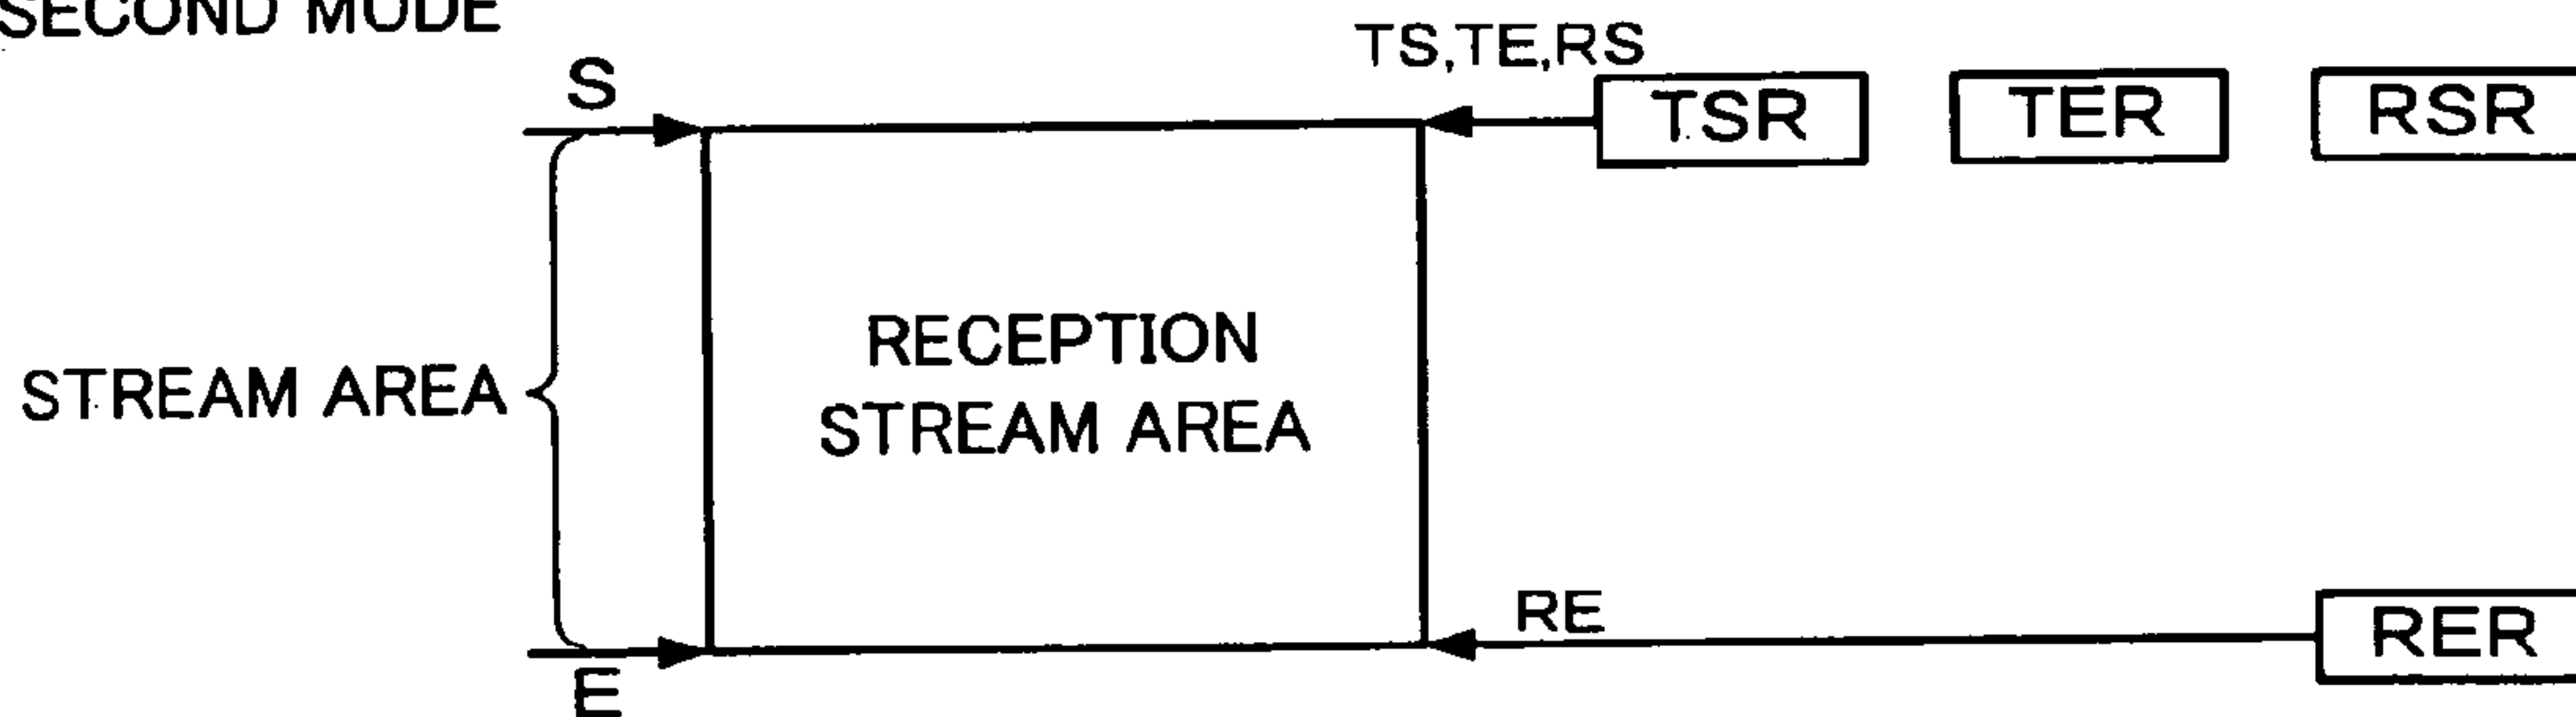 SECOND MODE
S
TS,TE,RS
TSR
TER
RSR
RECEPTION
STREAM AREA
STREAM AREA
RE
RER
E